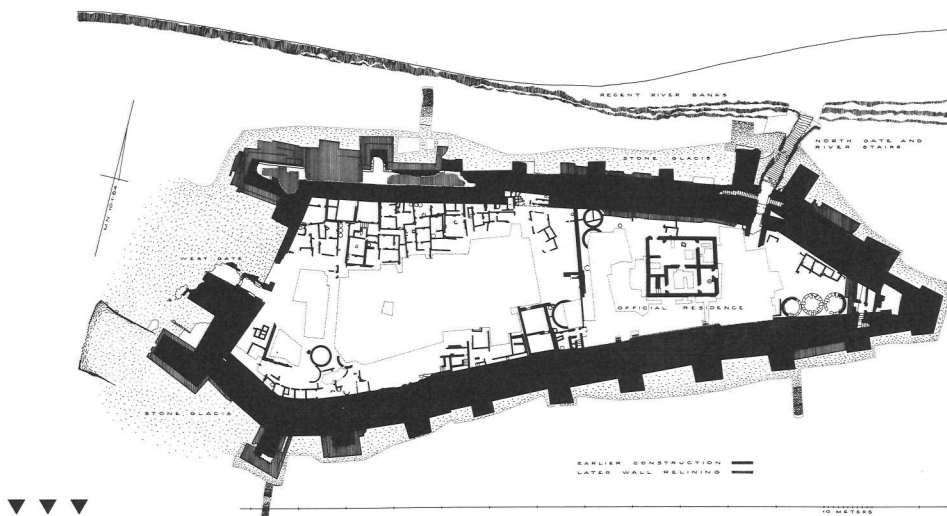 RECENT RIVER BANKS
NORTH GATE AND
RIVER STAIRS
STONE GLACIS
WEST GATE
OFFICIAL RESIDENCE
STONE GLACIS
EARLIER CONSTRUCTION
LATER WALL RELINING
10 METERS